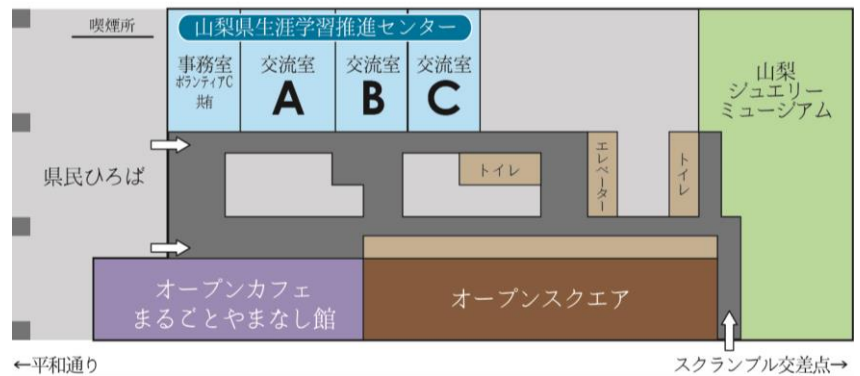 喫煙所
山梨県生涯学習推進センター
事務室
ボランティアC
共有
交流室
A
交流室
B
交流室
C
山梨
ジュエリー
ミュージアム
県民ひろば
トイレ
エレベーター
トイレ
オープンカフェ
まるごとやまなし館
オープンスクエア
←平和通り
スクランブル交差点→